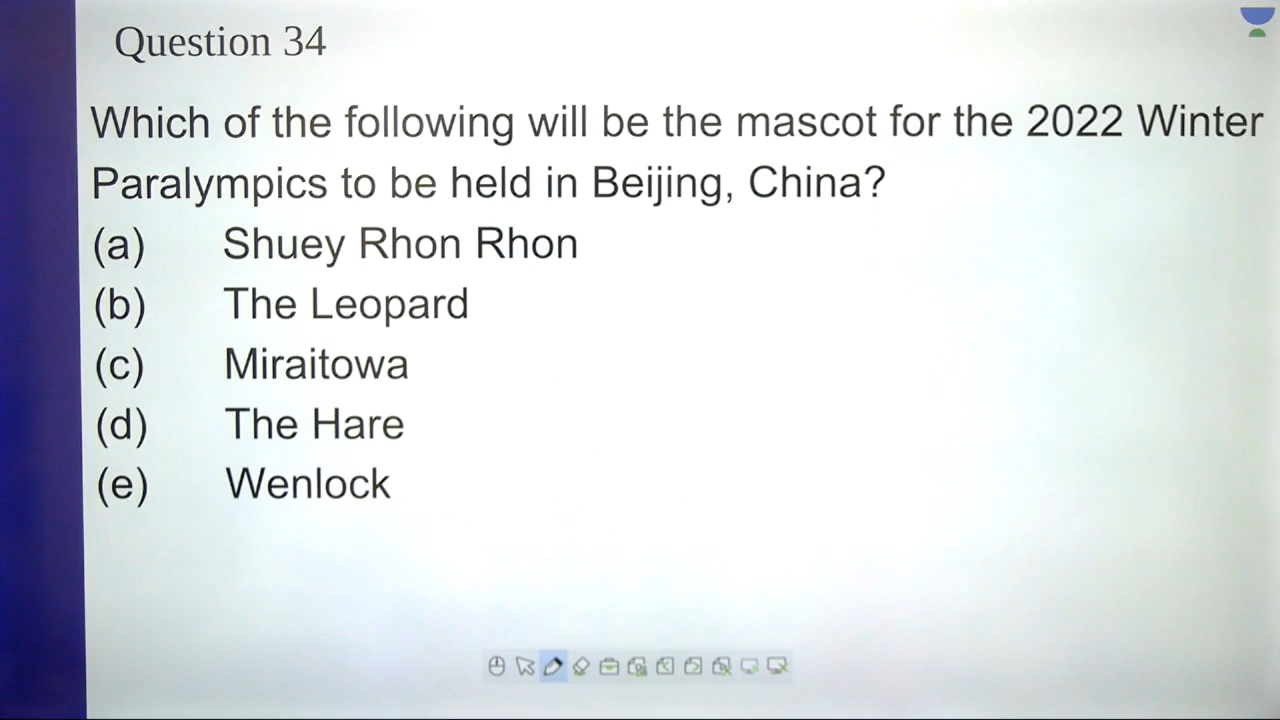 Question 34
Which of the following will be the mascot for the 2022 Winter
Paralympics to be held in Beijing, China?
(a) Shuey Rhon Rhon
(b) The Leopard
(c) Miraitowa
(d) The Hare
(e) Wenlock